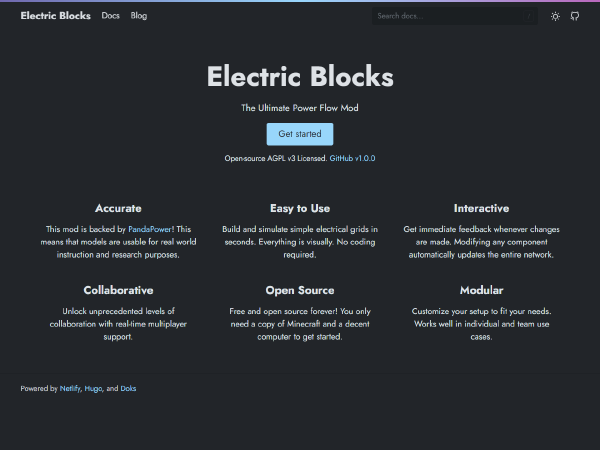 Electric Blocks Docs Blog Search docs... /
Electric Blocks
The Ultimate Power Flow Mod
Get started
Open-source AGPL v3 Licensed. GitHub v1.0.0
Accurate
This mod is backed by PandaPower! This
means that models are usable for real world
instruction and research purposes.
Easy to Use
Build and simulate simple electrical grids in
seconds. Everything is visually. No coding
required.
Interactive
Get immediate feedback whenever changes
are made. Modifying any component
automatically updates the entire network.
Collaborative
Unlock unprecedented levels of
collaboration with real-time multiplayer
support.
Open Source
Free and open source forever! You only
need a copy of Minecraft and a decent
computer to get started.
Modular
Customize your setup to fit your needs.
Works well in individual and team use
cases.
Powered by Netlify, Hugo, and Doks